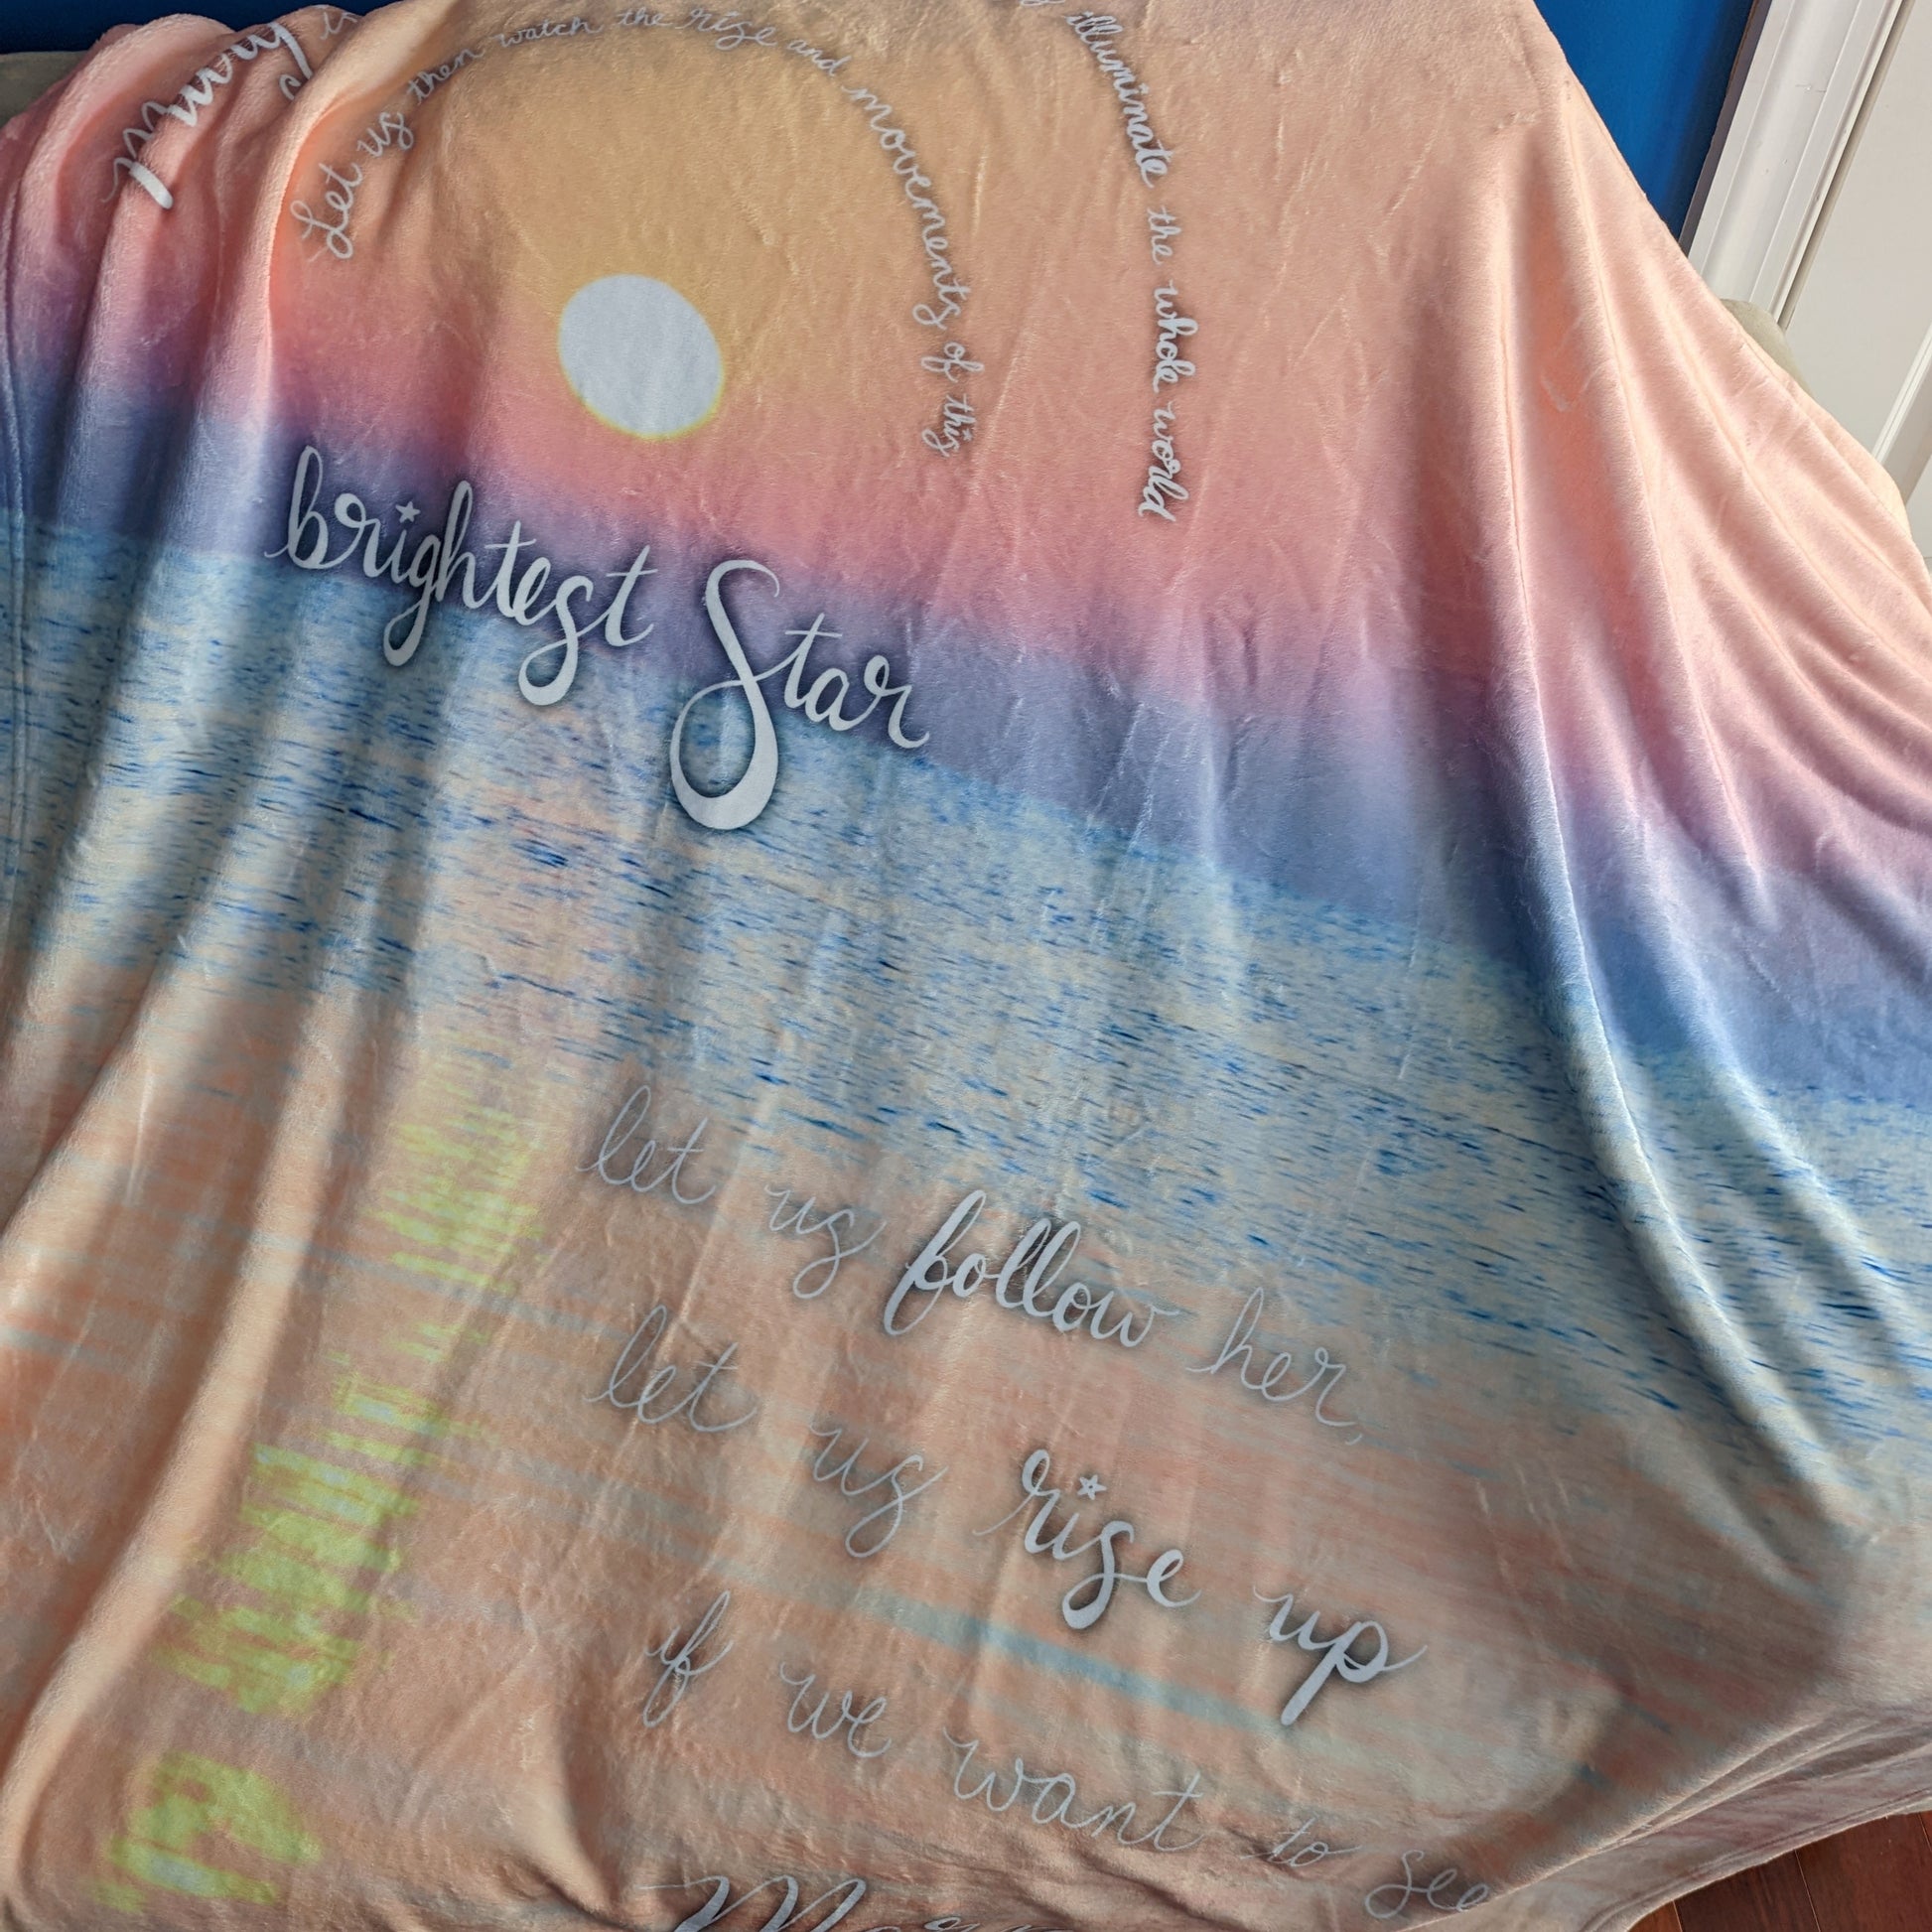 illuminate the whole world
Let us then watch the rise and movements of this
brightest Star
let us follow her,
let us rise up
if we want to see